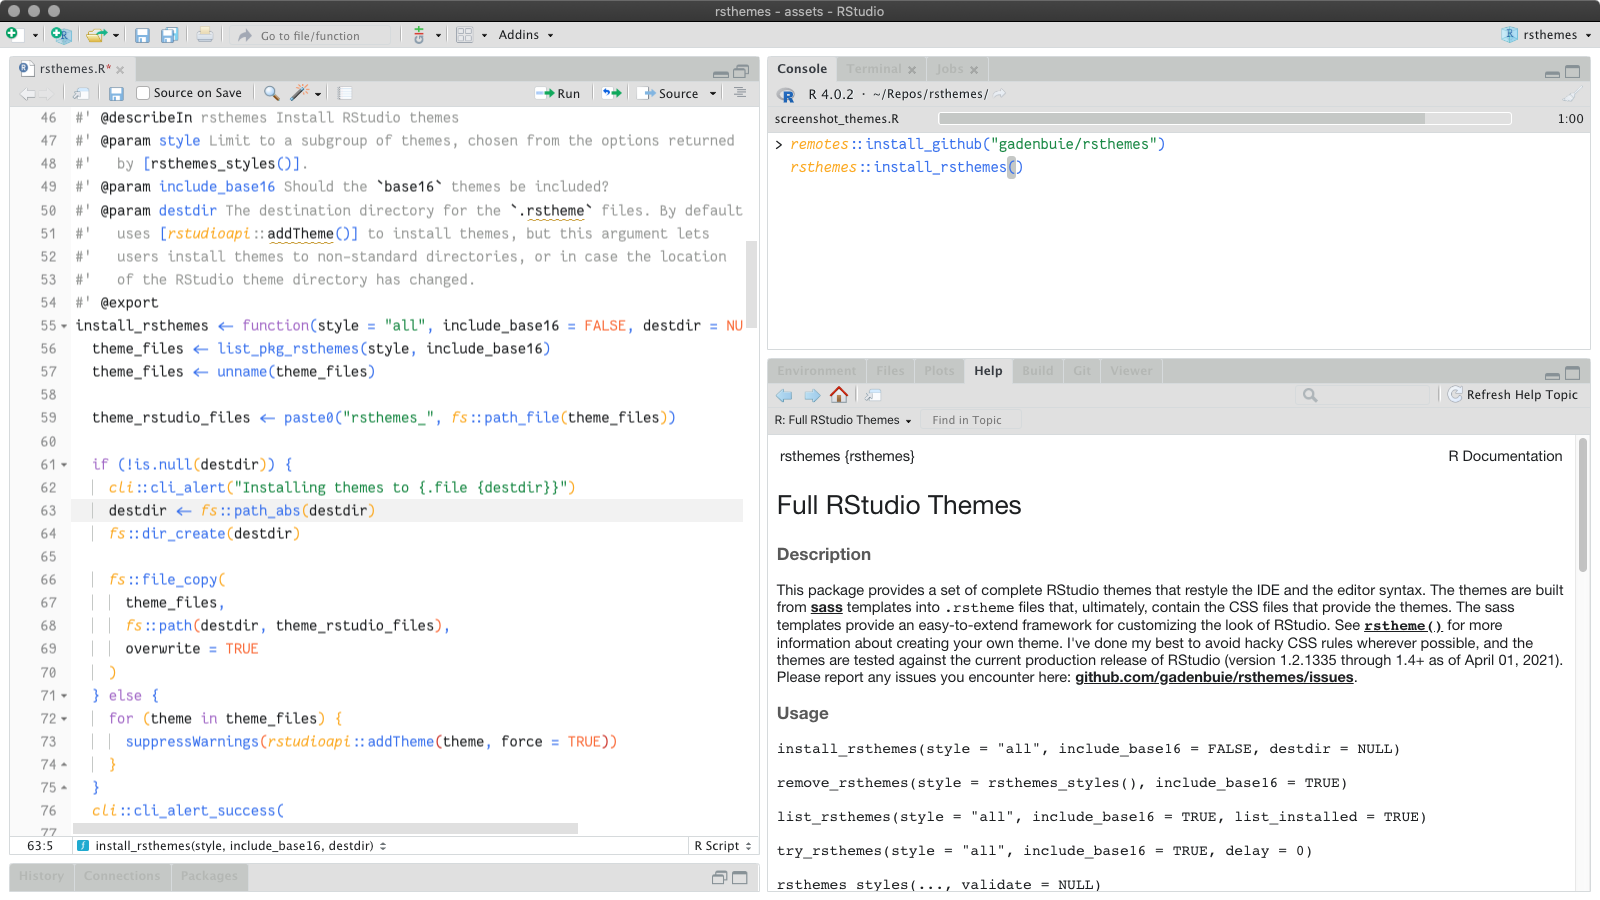 rsthemes - assets - RStudio
Go to file/function
Addins
rsthemes
rsthemes.R*
Source on Save
Run
Source
46 #' @describeIn rsthemes Install RStudio themes
47 #' @param style Limit to a subgroup of themes, chosen from the options returned
48 #'   by [rsthemes_styles()].
49 #' @param include_base16 Should the `base16` themes be included?
50 #' @param destdir The destination directory for the `.rstheme` files. By default
51 #'   uses [rstudioapi::addTheme()] to install themes, but this argument lets
52 #'   users install themes to non-standard directories, or in case the location
53 #'   of the RStudio theme directory has changed.
54 #' @export
55 install_rsthemes ← function(style = "all", include_base16 = FALSE, destdir = NU
56   theme_files ← list_pkg_rsthemes(style, include_base16)
57   theme_files ← unname(theme_files)
58
59   theme_rstudio_files ← paste0("rsthemes_", fs::path_file(theme_files))
60
61   if (!is.null(destdir)) {
62     cli::cli_alert("Installing themes to {.file {destdir}}")
63     destdir ← fs::path_abs(destdir)
64     fs::dir_create(destdir)
65
66     fs::file_copy(
67       theme_files,
68       fs::path(destdir, theme_rstudio_files),
69       overwrite = TRUE
70     )
71   } else {
72     for (theme in theme_files) {
73       suppressWarnings(rstudioapi::addTheme(theme, force = TRUE))
74     }
75   }
76   cli::cli_alert_success(
77
63:5 install_rsthemes(style, include_base16, destdir) R Script
History Connections Packages
Console Terminal Jobs
R 4.0.2 · ~/Repos/rsthemes/
screenshot_themes.R 1:00
> remotes::install_github("gadenbuie/rsthemes")
rsthemes::install_rsthemes()
Environment Files Plots Help Build Git Viewer
Refresh Help Topic
R: Full RStudio Themes Find in Topic
rsthemes {rsthemes} R Documentation
Full RStudio Themes
Description
This package provides a set of complete RStudio themes that restyle the IDE and the editor syntax. The themes are built
from sass templates into .rstheme files that, ultimately, contain the CSS files that provide the themes. The sass
templates provide an easy-to-extend framework for customizing the look of RStudio. See rstheme() for more
information about creating your own theme. I've done my best to avoid hacky CSS rules wherever possible, and the
themes are tested against the current production release of RStudio (version 1.2.1335 through 1.4+ as of April 01, 2021).
Please report any issues you encounter here: github.com/gadenbuie/rsthemes/issues.
Usage
install_rsthemes(style = "all", include_base16 = FALSE, destdir = NULL)
remove_rsthemes(style = rsthemes_styles(), include_base16 = TRUE)
list_rsthemes(style = "all", include_base16 = TRUE, list_installed = TRUE)
try_rsthemes(style = "all", include_base16 = TRUE, delay = 0)
rsthemes_styles(..., validate = NULL)